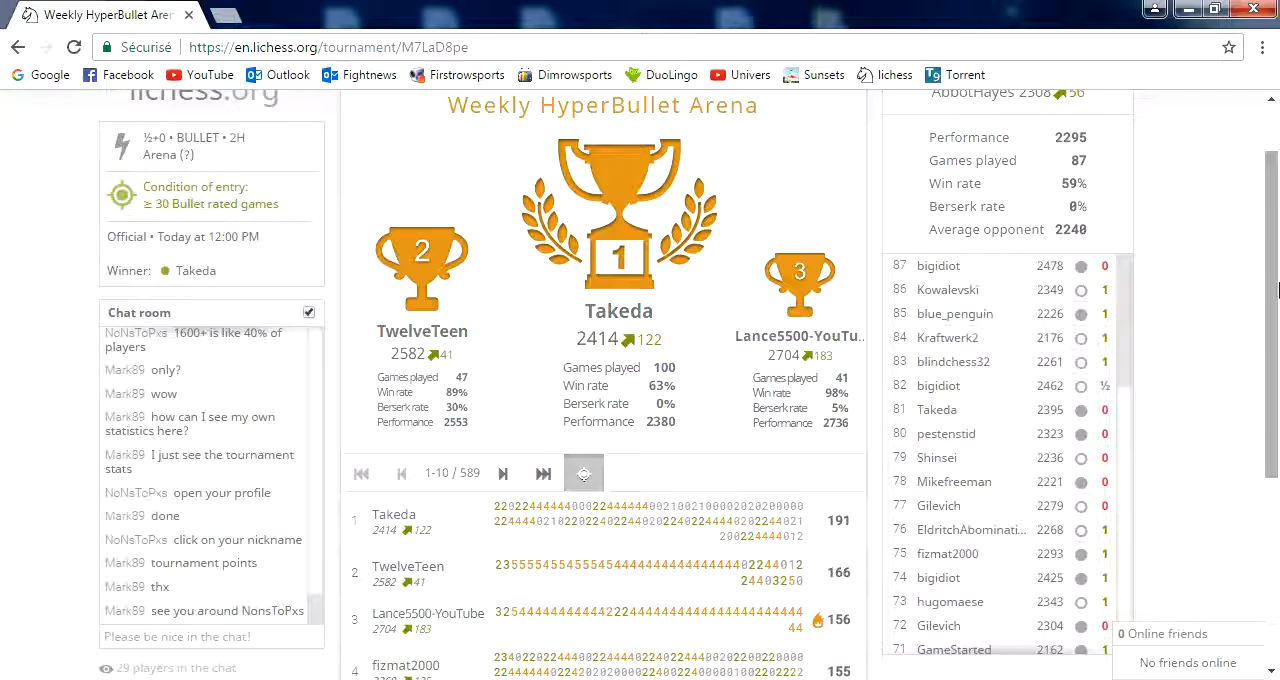 Weekly HyperBullet Aren
Sécurisé
https://en.lichess.org/tournament/M7LaD8pe
Google
Facebook
YouTube
Outlook
Fightnews
Firstrowsports
Dimrowsports
DuoLingo
Univers
Sunsets
lichess
Torrent
lichess.org
½+0 • BULLET • 2H
Arena (?)
Condition of entry:
≥ 30 Bullet rated games
Official • Today at 12:00 PM
Winner: Takeda
Chat room
NoNsToPxs 1600+ is like 40% of
players
Mark89 only?
Mark89 wow
Mark89 how can I see my own
statistics here?
Mark89 I just see the tournament
stats
NoNsToPxs open your profile
Mark89 done
NoNsToPxs click on your nickname
Mark89 tournament points
Mark89 thx
Mark89 see you around NonsToPxs
Please be nice in the chat!
29 players in the chat
Weekly HyperBullet Arena
2
TwelveTeen
2582 41
Games played 47
Win rate 89%
Berserk rate 30%
Performance 2553
1
Takeda
2414 122
Games played 100
Win rate 63%
Berserk rate 0%
Performance 2380
3
Lance5500-YouTu...
2704 183
Games played 41
Win rate 98%
Berserk rate 5%
Performance 2736
1-10 / 589
1 Takeda 191
2414 122
2 TwelveTeen 166
2582 41
3 Lance5500-YouTube 156
2704 183
4 fizmat2000 155
AbbotHayes 2308 56
Performance 2295
Games played 87
Win rate 59%
Berserk rate 0%
Average opponent 2240
87 bigidiot 2478 0
86 Kowalevski 2349 1
85 blue_penguin 2226 1
84 Kraftwerk2 2176 1
83 blindchess32 2261 1
82 bigidiot 2462 ½
81 Takeda 2395 0
80 pestenstid 2323 0
79 Shinsei 2236 0
78 Mikefreeman 2221 0
77 Gilevich 2279 0
76 EldritchAbominati... 2268 1
75 fizmat2000 2293 1
74 bigidiot 2425 1
73 hugomaese 2343 1
72 Gilevich 2304 0
71 GameStarted 2162 1
0 Online friends
No friends online